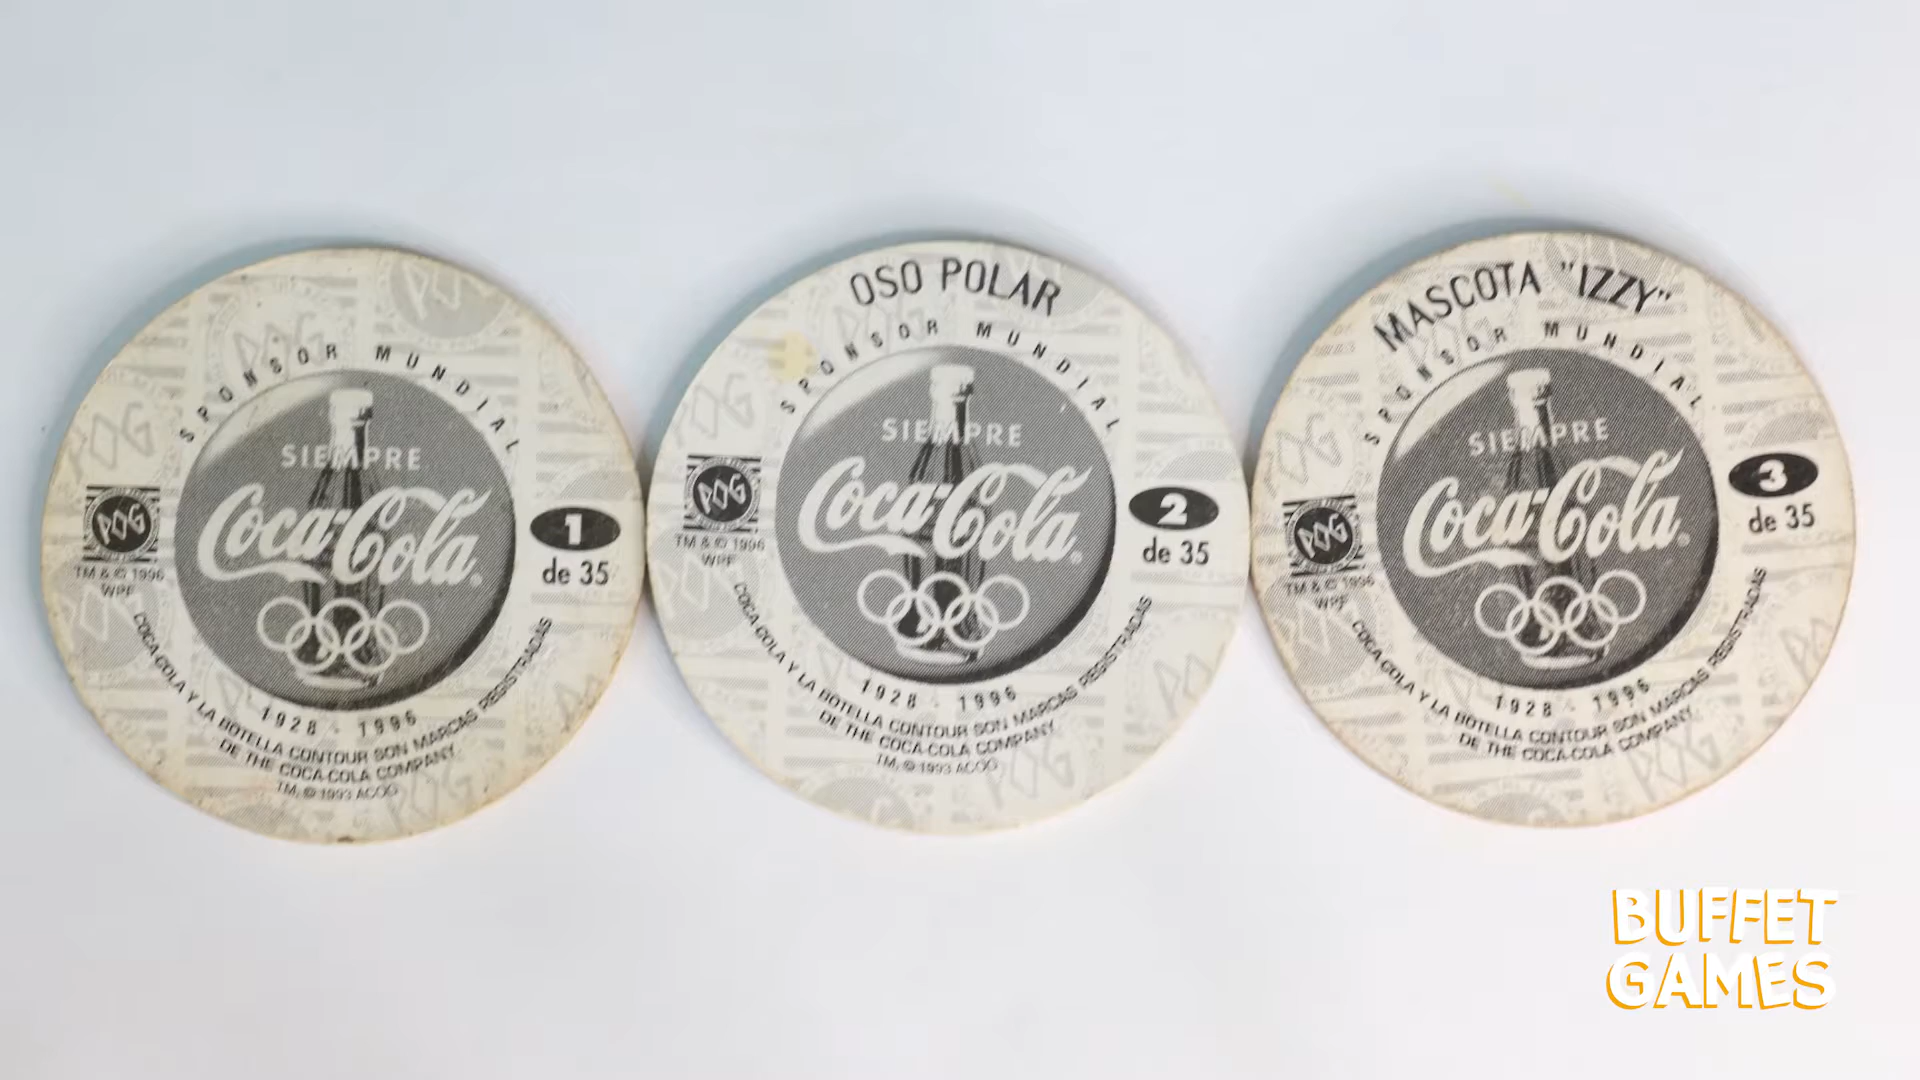 SPONSOR MUNDIAL
SIEMPRE
Coca-Cola
POG
TM & © 1996
WPF
1
de 35
1928 - 1996
COCA-COLA Y LA BOTELLA CONTOUR SON MARCAS REGISTRADAS
DE THE COCA-COLA COMPANY.
TM, © 1993 ACOG
OSO POLAR
SPONSOR MUNDIAL
SIEMPRE
Coca-Cola
POG
TM & © 1996
WPF
2
de 35
1928 - 1996
COCA-COLA Y LA BOTELLA CONTOUR SON MARCAS REGISTRADAS
DE THE COCA-COLA COMPANY.
TM, © 1993 ACOG
MASCOTA "IZZY"
SPONSOR MUNDIAL
SIEMPRE
Coca-Cola
POG
TM & © 1996
WPF
3
de 35
1928 - 1996
COCA-COLA Y LA BOTELLA CONTOUR SON MARCAS REGISTRADAS
DE THE COCA-COLA COMPANY.
BUFFET
GAMES